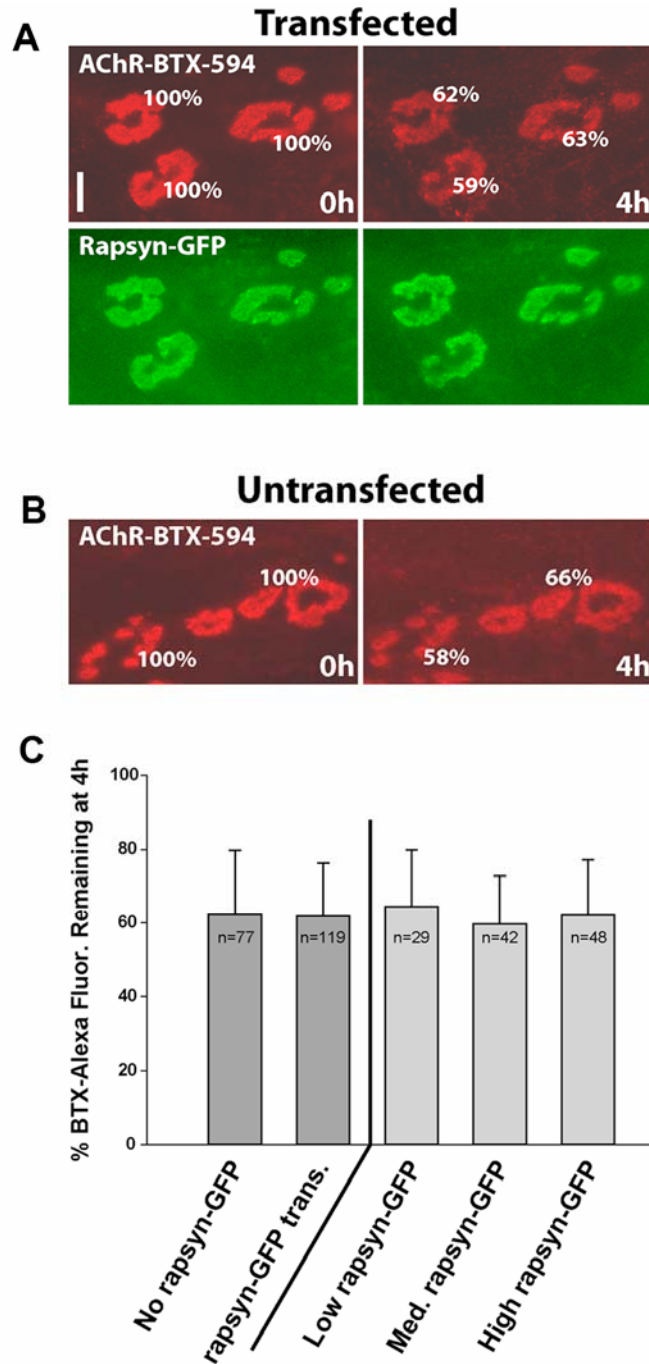 A
Transfected
AChR-BTX-594
100%
100%
100%
0h
62%
63%
59%
4h
Rapsyn-GFP
Untransfected
B
AChR-BTX-594
100%
100%
0h
66%
58%
4h
C
% BTX-Alexa Fluor. Remaining at 4h
100
80
60
40
20
0
n=77
n=119
n=29
n=42
n=48
No rapsyn-GFP
rapsyn-GFP trans.
Low rapsyn-GFP
Med. rapsyn-GFP
High rapsyn-GFP